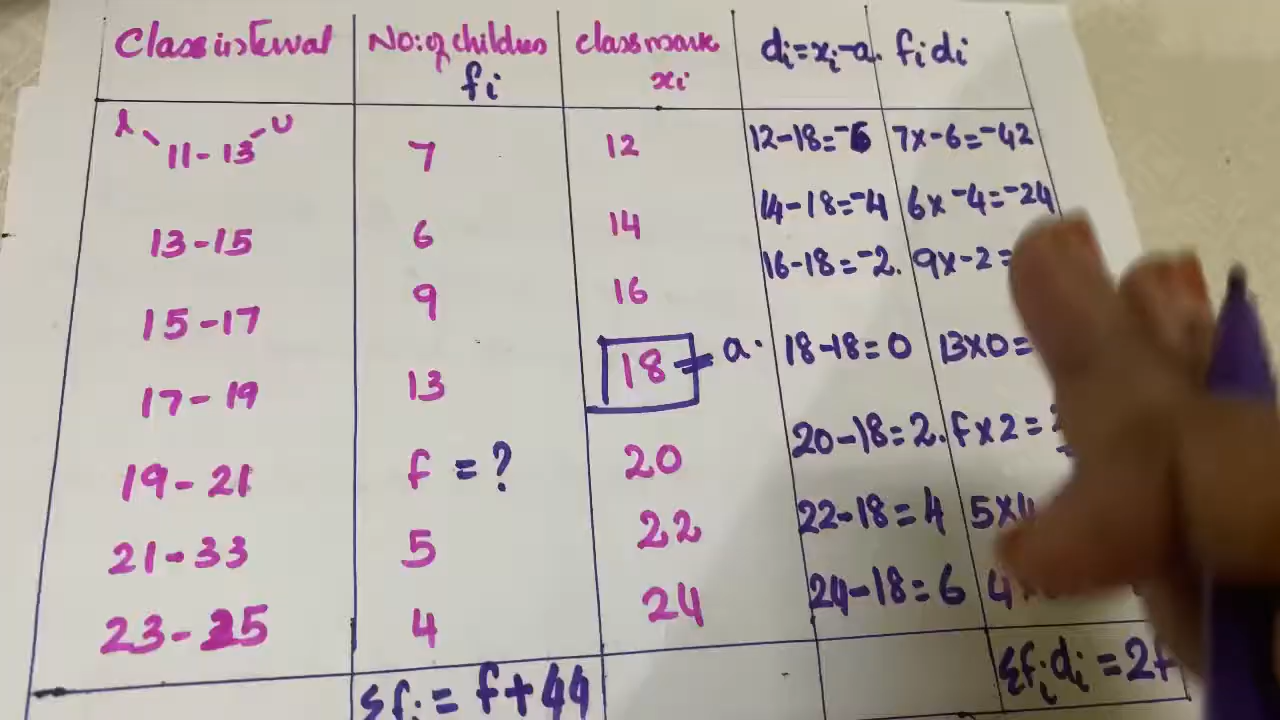 Class interval No: of children fi class mark xi di = xi - a. fidi
l U
11 - 13 7 12 12-18=-6 7x-6=-42
13-15 6 14 14-18=-4 6x-4=-24
15-17 9 16 16-18=-2. 9x-2=
17-19 13 18 = a. 18-18=0 13x0=
19-21 f = ? 20 20-18=2. f x 2 =
21-33 5 22 22-18=4 5x4
23-25 4 24 24-18=6 4
Σfi = f+44 Σfidi = 2f